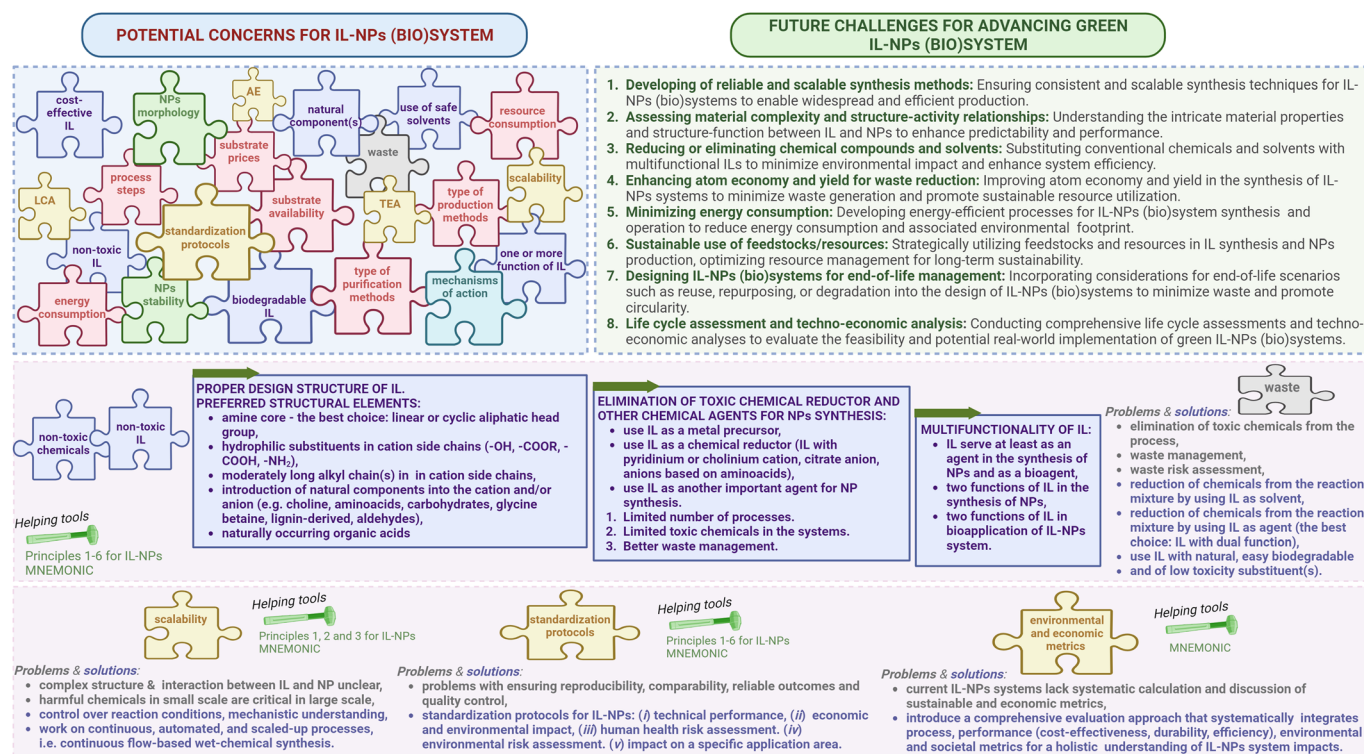 POTENTIAL CONCERNS FOR IL-NPs (BIO)SYSTEM
cost-
effective
IL
NPs
morphology
AE
natural
component(s)
use of safe
solvents
resource
consumption
substrate
prices
waste
process
steps
scalability
LCA
substrate
availability
TEA
type of
production
methods
standardization
protocols
non-toxic
IL
one or more
function of IL
energy
consumption
NPs
stability
biodegradable
IL
type of
purification
methods
mechanisms
of action
FUTURE CHALLENGES FOR ADVANCING GREEN
IL-NPs (BIO)SYSTEM
1. Developing of reliable and scalable synthesis methods: Ensuring consistent and scalable synthesis techniques for IL-
NPs (bio)systems to enable widespread and efficient production.
2. Assessing material complexity and structure-activity relationships: Understanding the intricate material properties
and structure-function between IL and NPs to enhance predictability and performance.
3. Reducing or eliminating chemical compounds and solvents: Substituting conventional chemicals and solvents with
multifunctional ILs to minimize environmental impact and enhance system efficiency.
4. Enhancing atom economy and yield for waste reduction: Improving atom economy and yield in the synthesis of IL-
NPs systems to minimize waste generation and promote sustainable resource utilization.
5. Minimizing energy consumption: Developing energy-efficient processes for IL-NPs (bio)system synthesis and
operation to reduce energy consumption and associated environmental footprint.
6. Sustainable use of feedstocks/resources: Strategically utilizing feedstocks and resources in IL synthesis and NPs
production, optimizing resource management for long-term sustainability.
7. Designing IL-NPs (bio)systems for end-of-life management: Incorporating considerations for end-of-life scenarios
such as reuse, repurposing, or degradation into the design of IL-NPs (bio)systems to minimize waste and promote
circularity.
8. Life cycle assessment and techno-economic analysis: Conducting comprehensive life cycle assessments and techno-
economic analyses to evaluate the feasibility and potential real-world implementation of green IL-NPs (bio)systems.
non-toxic
chemicals
non-toxic
IL
Helping tools
Principles 1-6 for IL-NPs
MNEMONIC
PROPER DESIGN STRUCTURE OF IL.
PREFERRED STRUCTURAL ELEMENTS:
• amine core - the best choice: linear or cyclic aliphatic head
group,
• hydrophilic substituents in cation side chains (-OH, -COOR, -
COOH, -NH₂),
• moderately long alkyl chain(s) in in cation side chains,
• introduction of natural components into the cation and/or
anion (e.g. choline, aminoacids, carbohydrates, glycine
betaine, lignin-derived, aldehydes),
• naturally occurring organic acids
ELIMINATION OF TOXIC CHEMICAL REDUCTOR AND
OTHER CHEMICAL AGENTS FOR NPs SYNTHESIS:
• use IL as a metal precursor,
• use IL as a chemical reductor (IL with
pyridinium or cholinium cation, citrate anion,
anions based on aminoacids),
• use IL as another important agent for NP
synthesis.
1. Limited number of processes.
2. Limited toxic chemicals in the systems.
3. Better waste management.
MULTIFUNCTIONALITY OF IL:
• IL serve at least as an
agent in the synthesis of
NPs and as a bioagent,
• two functions of IL in the
synthesis of NPs,
• two functions of IL in
bioapplication of IL-NPs
system.
waste
Problems & solutions:
• elimination of toxic chemicals from the
process,
• waste management,
• waste risk assessment,
• reduction of chemicals from the reaction
mixture by using IL as solvent,
• reduction of chemicals from the reaction
mixture by using IL as agent (the best
choice: IL with dual function),
• use IL with natural, easy biodegradable
• and of low toxicity substituent(s).
scalability
Helping tools
Principles 1, 2 and 3 for IL-NPs
MNEMONIC
Problems & solutions:
• complex structure & interaction between IL and NP unclear,
• harmful chemicals in small scale are critical in large scale,
• control over reaction conditions, mechanistic understanding,
• work on continuous, automated, and scaled-up processes,
i.e. continuous flow-based wet-chemical synthesis.
standardization
protocols
Helping tools
Principles 1-6 for IL-NPs
MNEMONIC
Problems & solutions:
• problems with ensuring reproducibility, comparability, reliable outcomes and
quality control,
• standardization protocols for IL-NPs: (i) technical performance, (ii) economic
and environmental impact, (iii) human health risk assessment. (iv)
environmental risk assessment. (v) impact on a specific application area.
environmental
and economic
metrics
Helping tools
MNEMONIC
Problems & solutions:
• current IL-NPs systems lack systematic calculation and discussion of
sustainable and economic metrics,
• introduce a comprehensive evaluation approach that systematically integrates
process, performance (cost-effectiveness, durability, efficiency), environmental
and societal metrics for a holistic understanding of IL-NPs system impacts.